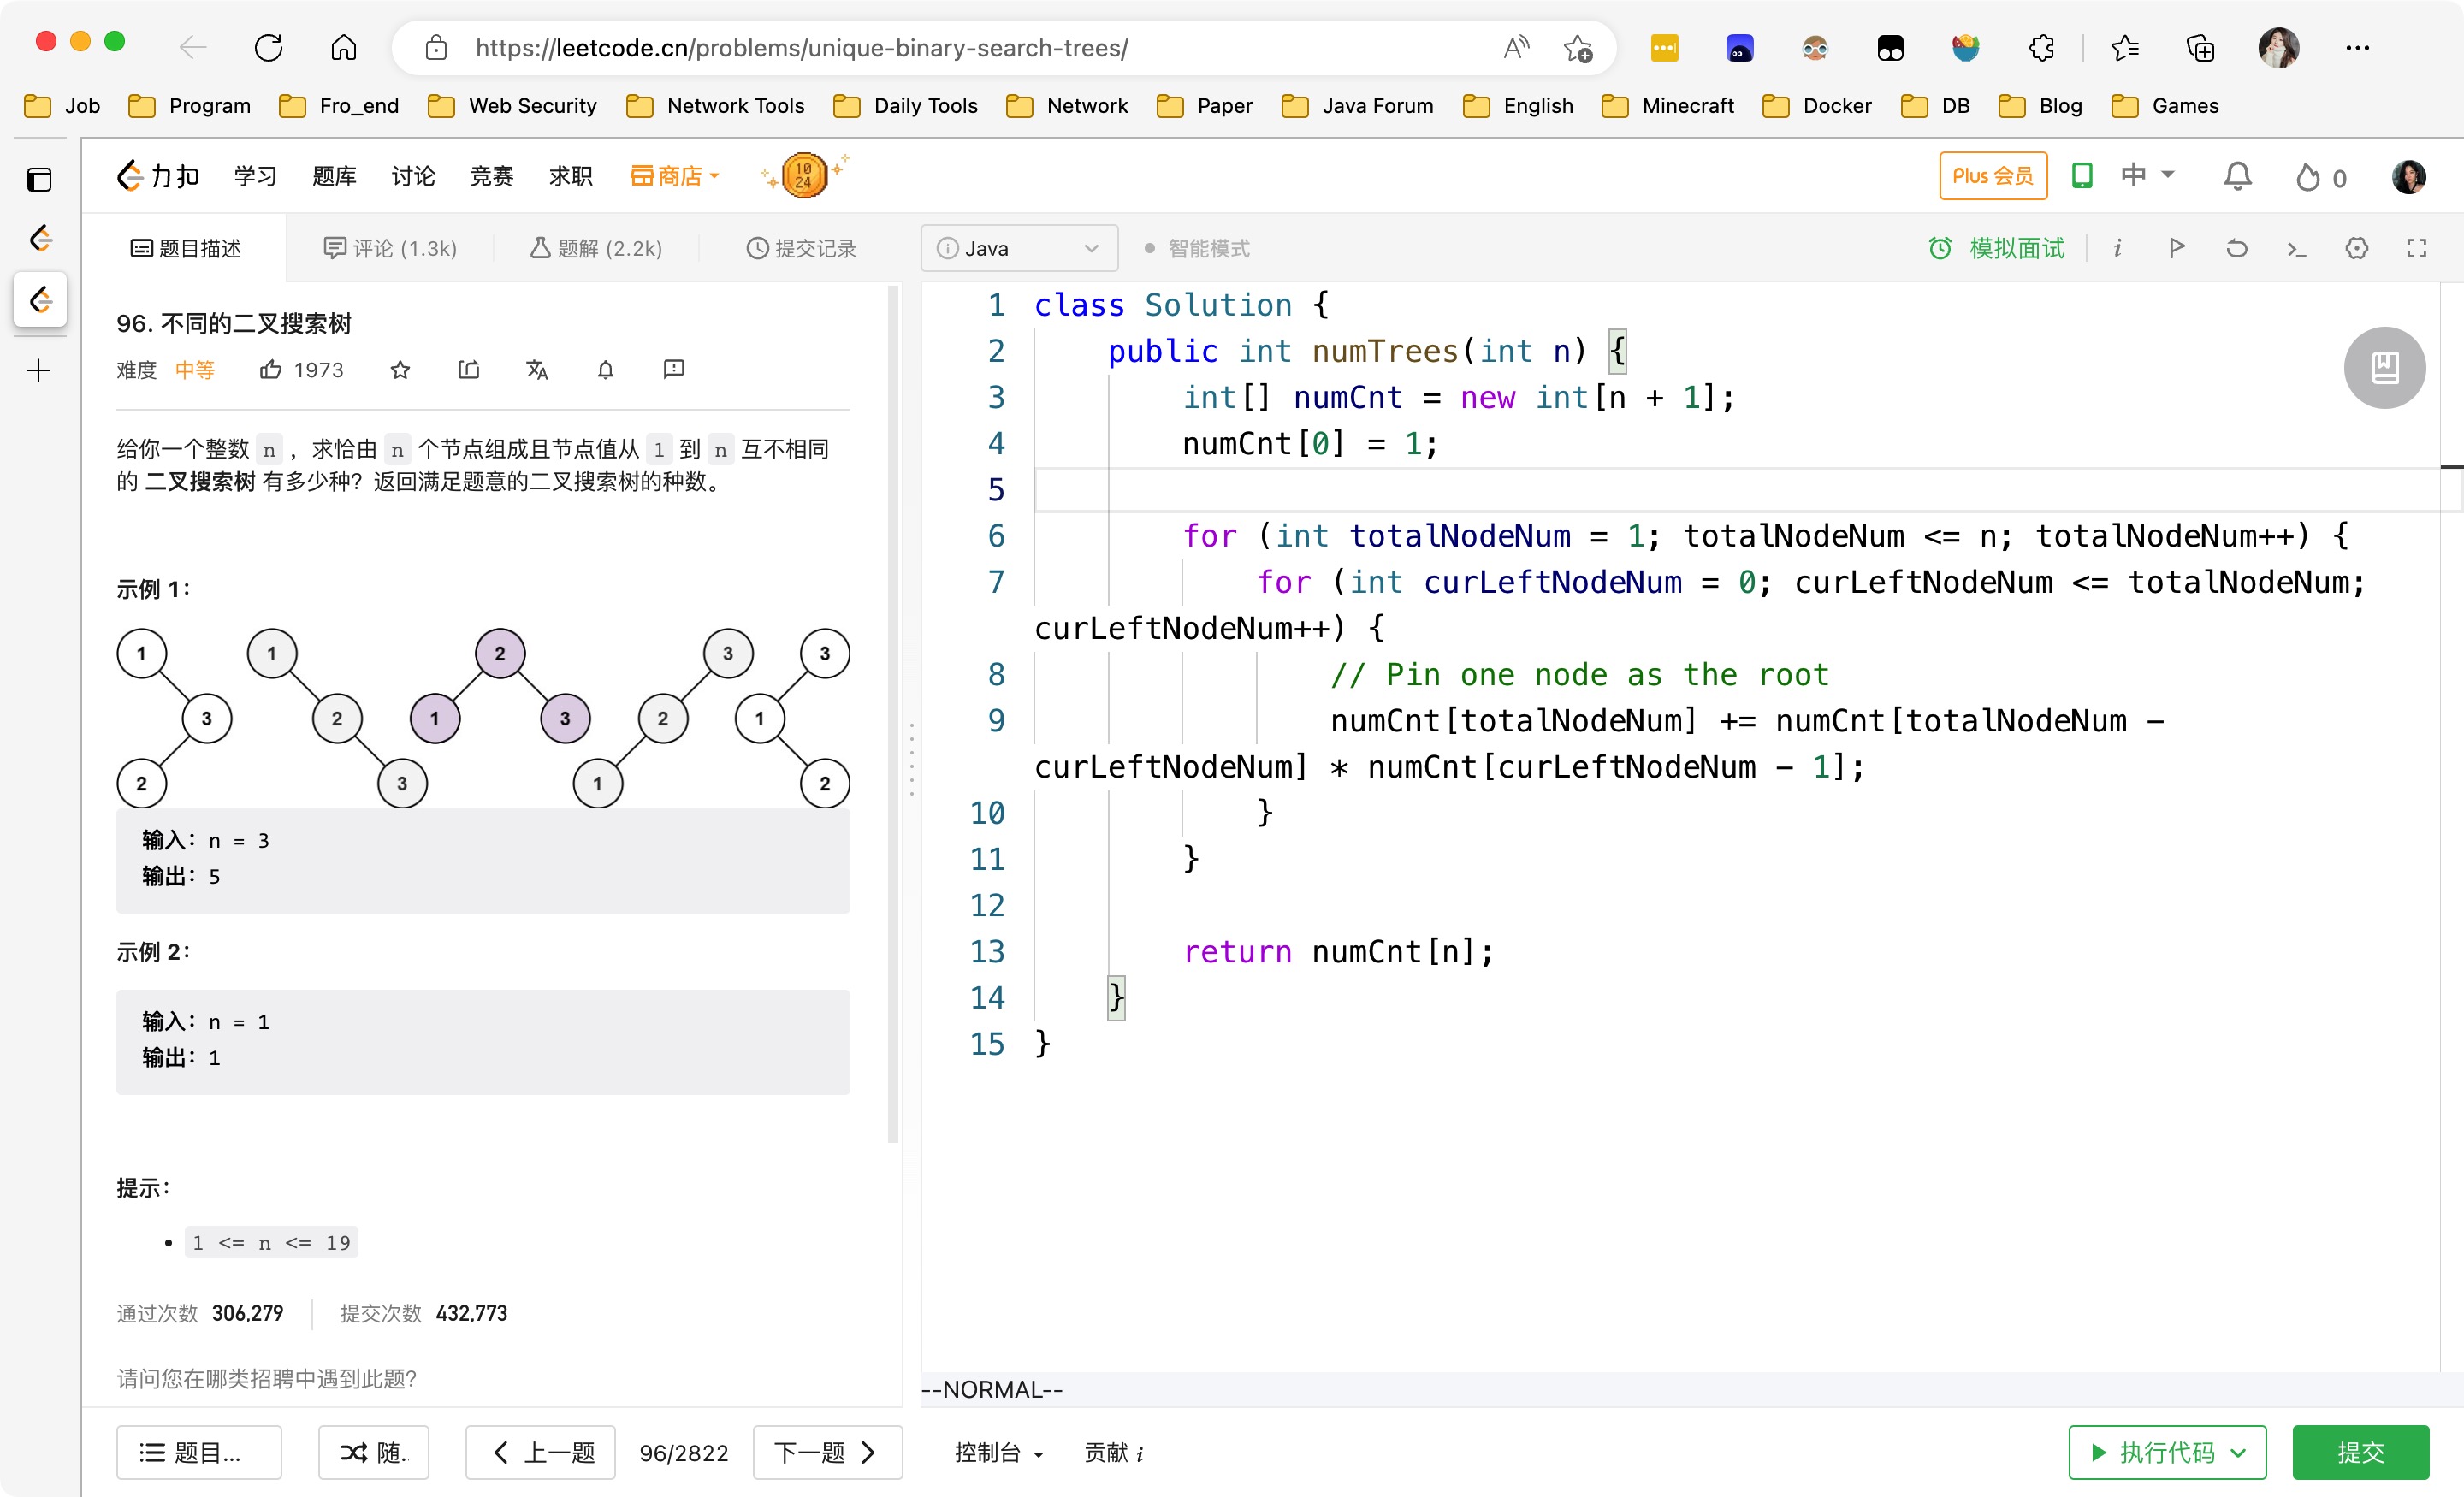 https://leetcode.cn/problems/unique-binary-search-trees/
Job Program Fro_end Web Security Network Tools Daily Tools Network Paper Java Forum English Minecraft Docker DB Blog Games
力扣 学习 题库 讨论 竞赛 求职 商店 10 24 Plus 会员 中 0
题目描述 评论 (1.3k) 题解 (2.2k) 提交记录
Java 智能模式 模拟面试
96. 不同的二叉搜索树
难度 中等 1973
给你一个整数 n ，求恰由 n 个节点组成且节点值从 1 到 n 互不相同
的 二叉搜索树 有多少种？返回满足题意的二叉搜索树的种数。
示例 1：
1 1 2 3 3
3 2 1 3 2 1
2 3 1 2
输入：n = 3
输出：5
示例 2：
输入：n = 1
输出：1
提示：
1 <= n <= 19
通过次数 306,279 提交次数 432,773
请问您在哪类招聘中遇到此题？
1 class Solution {
2 public int numTrees(int n) {
3 int[] numCnt = new int[n + 1];
4 numCnt[0] = 1;
5
6 for (int totalNodeNum = 1; totalNodeNum <= n; totalNodeNum++) {
7 for (int curLeftNodeNum = 0; curLeftNodeNum <= totalNodeNum;
curLeftNodeNum++) {
8 // Pin one node as the root
9 numCnt[totalNodeNum] += numCnt[totalNodeNum -
curLeftNodeNum] * numCnt[curLeftNodeNum - 1];
10 }
11 }
12
13 return numCnt[n];
14 }
15 }
--NORMAL--
题目... 随. 上一题 96/2822 下一题 控制台 贡献 i 执行代码 提交